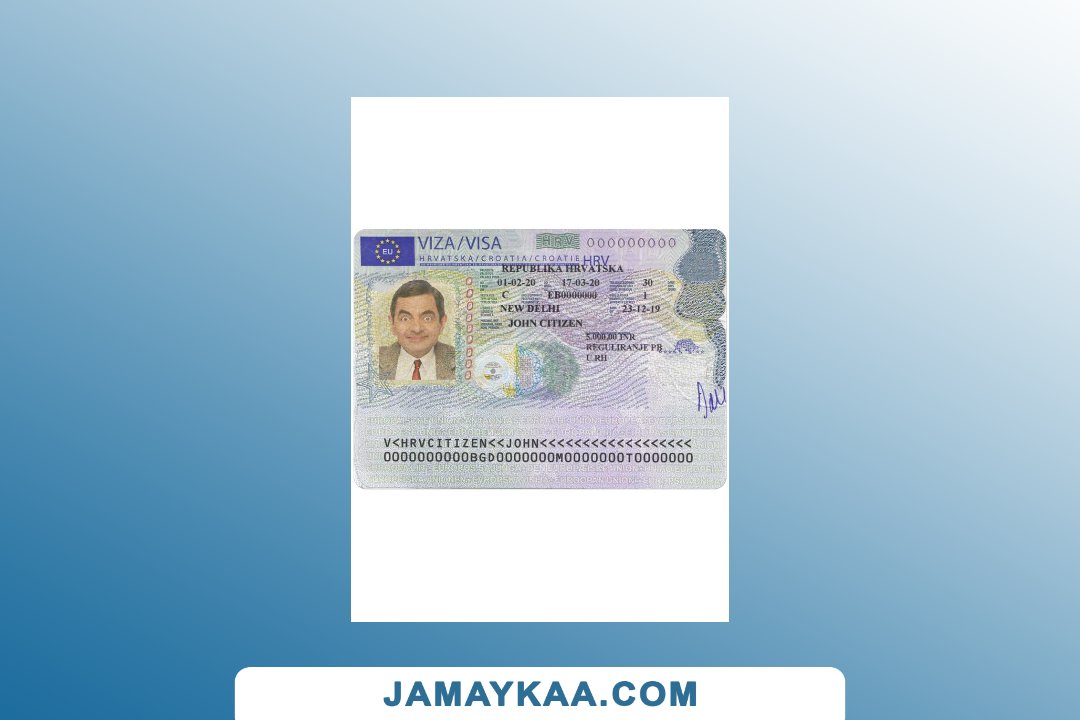 EU
VIZA/VISA
HRV
000000000
HRVATSKA/CROATIA/CROATIE
HRV
REPUBLIKA HRVATSKA
01-02-20 17-03-20 30
C EB0000000 1
NEW DELHI 23-12-19
JOHN CITIZEN
5.000,00 INR
REGULIRANJE PB
U RH
V<HRVCITIZEN<<JOHN<<<<<<<<<<<<<<<<<<
OOOOOOOOOOBGDOOOOOOOMOOOOOOOTOOOOOOO
JAMAYKAA.COM